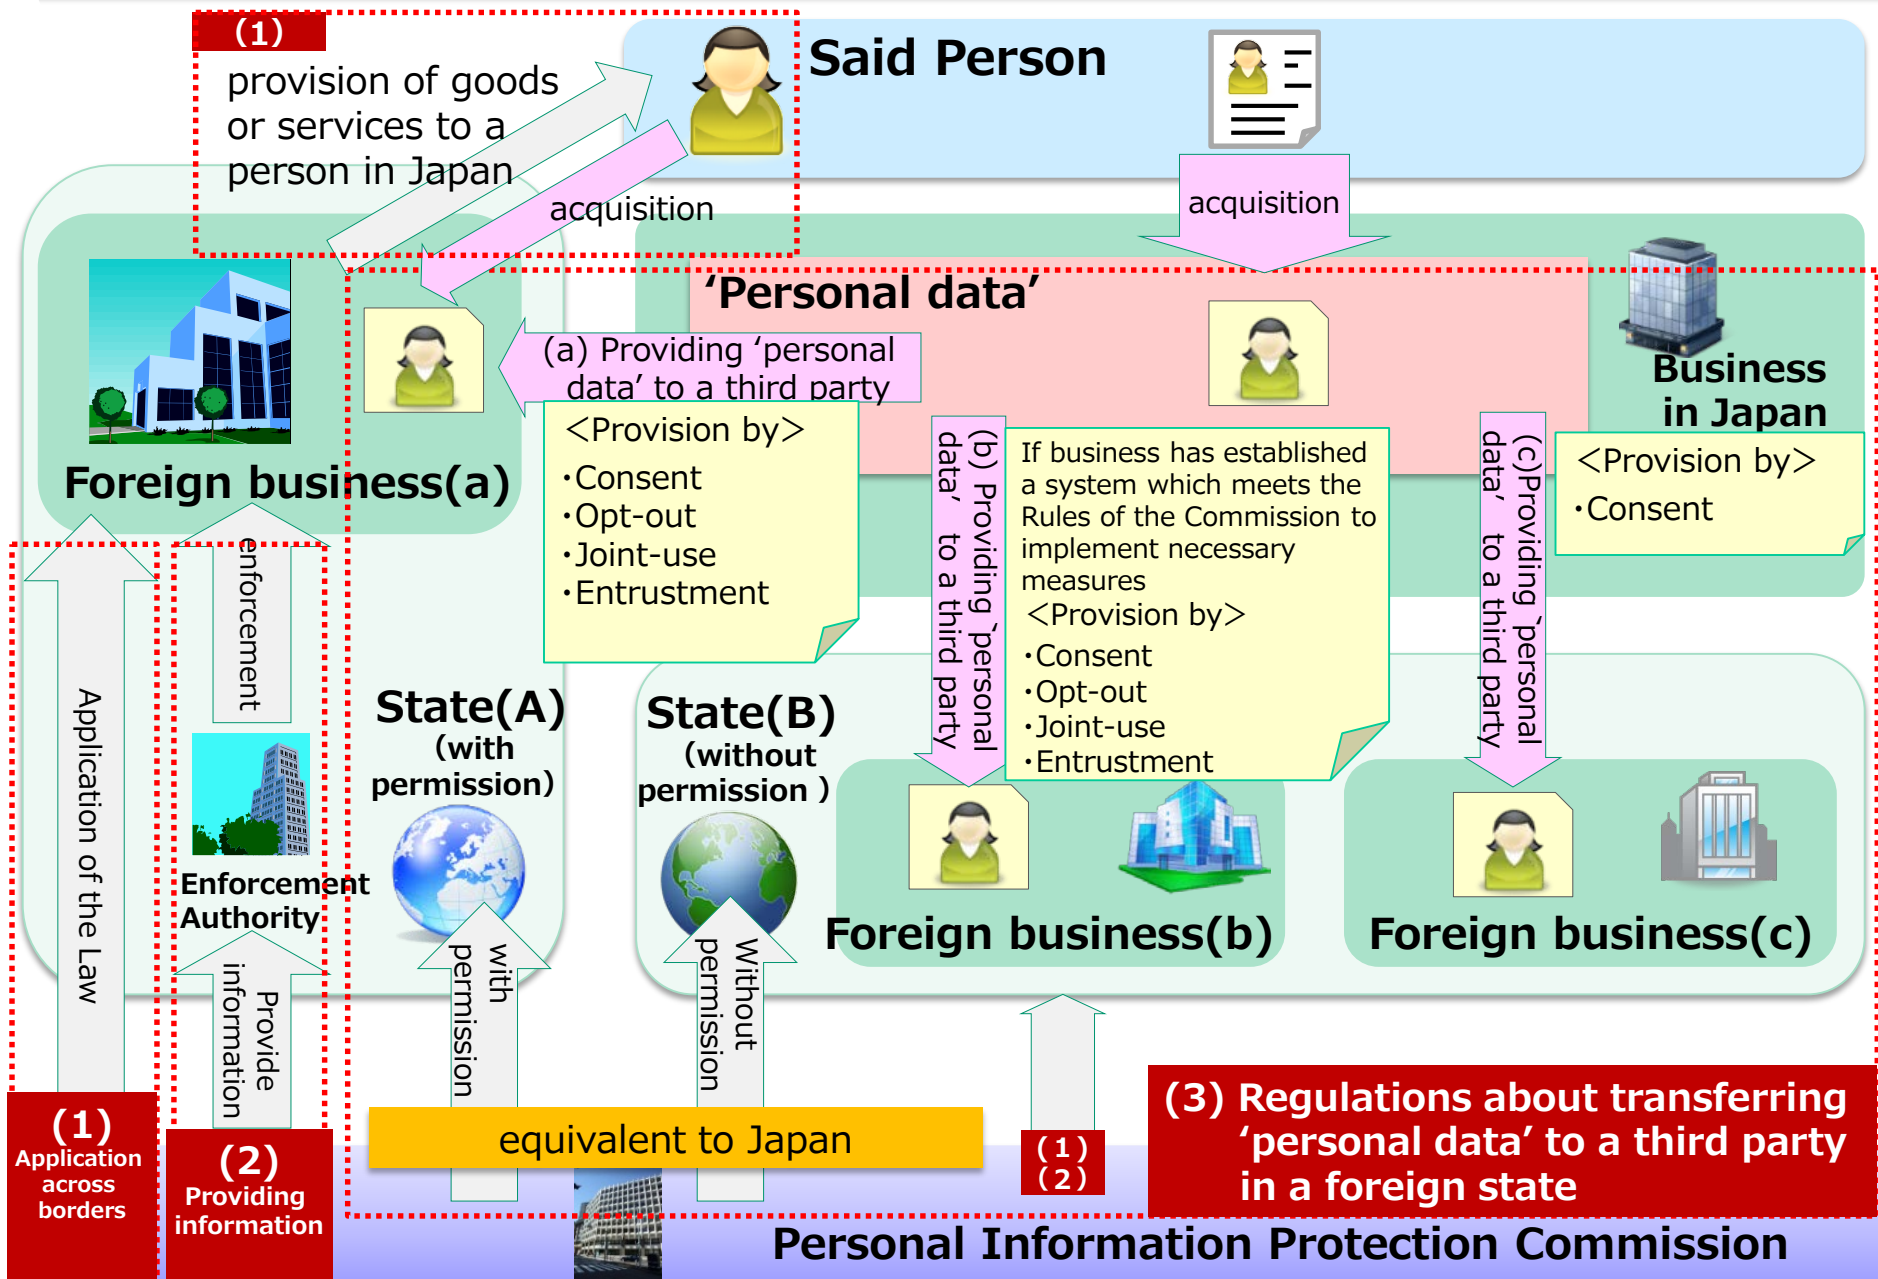 (1)
provision of goods
or services to a
person in Japan
Said Person
acquisition
acquisition
‘Personal data’
Business
in Japan
(a) Providing ‘personal
data’ to a third party
<Provision by>
・Consent
・Opt-out
・Joint-use
・Entrustment
(b) Providing ‘personal
data’ to a third party
If business has established
a system which meets the
Rules of the Commission to
implement necessary
measures
<Provision by>
・Consent
・Opt-out
・Joint-use
・Entrustment
(c)Providing ‘personal
data’ to a third party
<Provision by>
・Consent
Foreign business(a)
enforcement
Application of the Law
State(A)
(with
permission)
State(B)
(without
permission )
Enforcement
Authority
Foreign business(b)
Foreign business(c)
Provide
information
with
permission
Without
permission
equivalent to Japan
(1)
Application
across
borders
(2)
Providing
information
(1)
(2)
(3) Regulations about transferring
‘personal data’ to a third party
in a foreign state
Personal Information Protection Commission